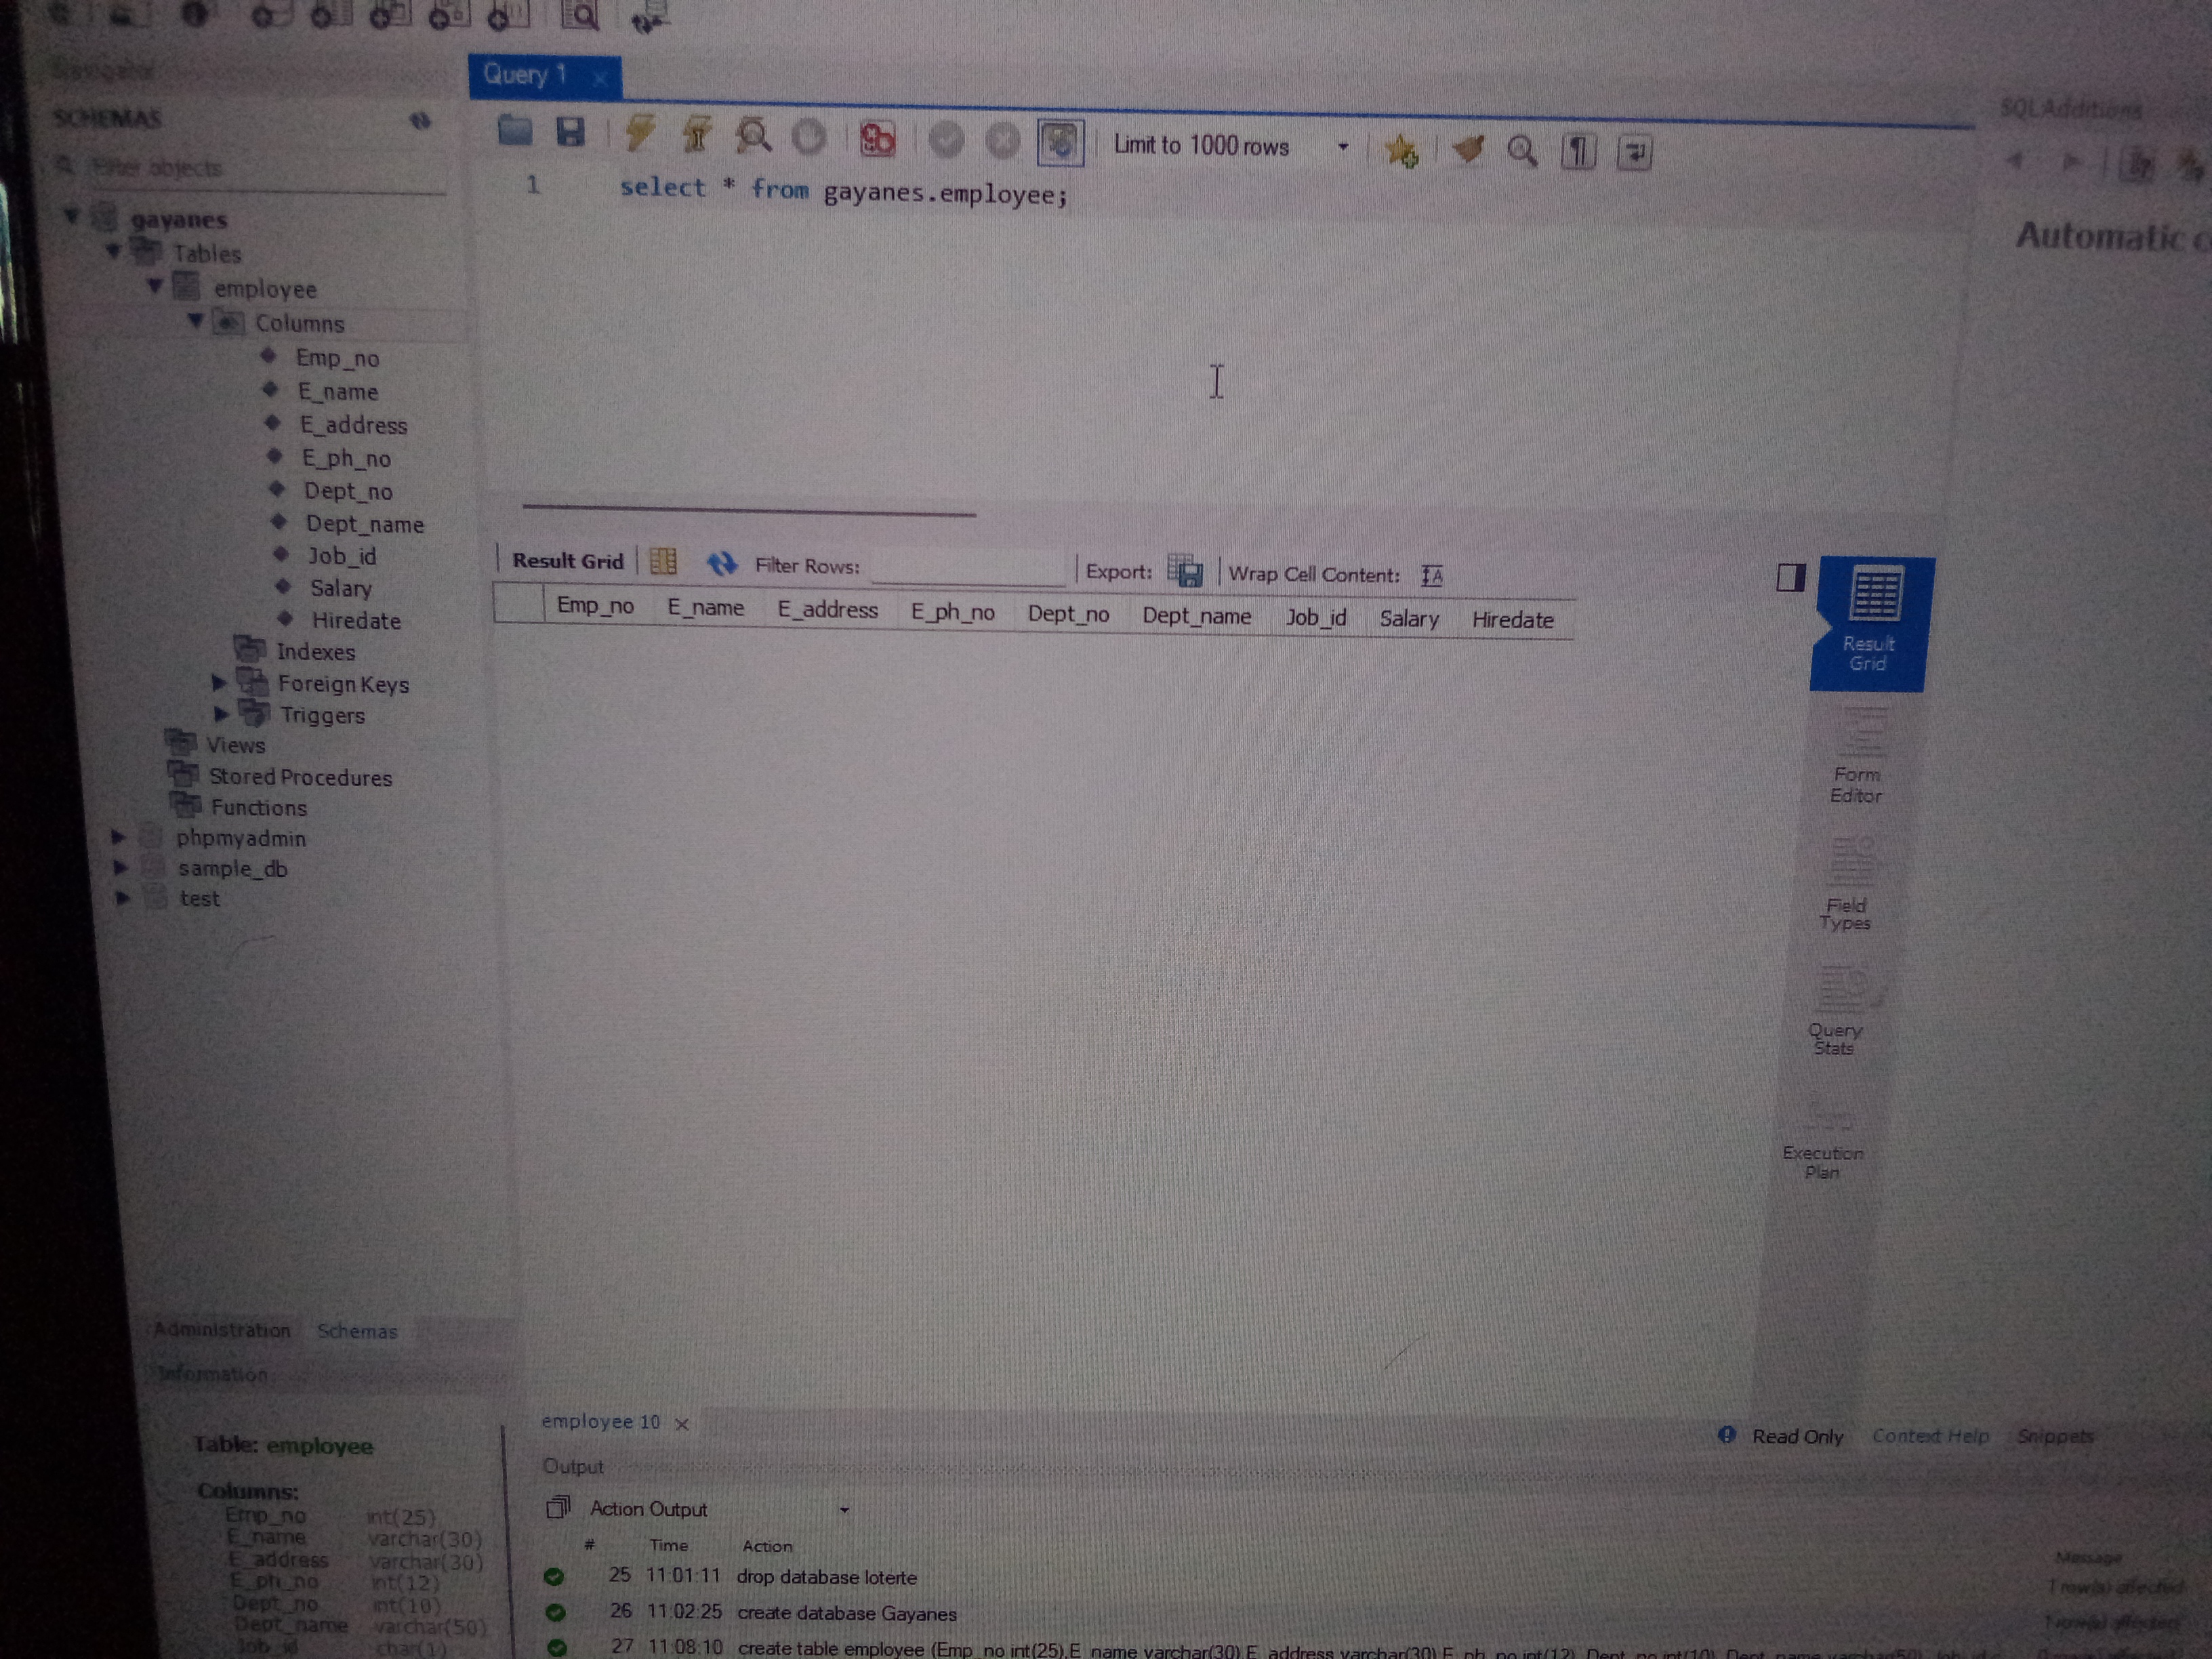 Navigator
Query 1
SCHEMAS
SQLAdditions
Filter objects
Limit to 1000 rows
1 select * from gayanes.employee;
gayanes
Automatic
Tables
employee
Columns
Emp_no
E_name
E_address
E_ph_no
Dept_no
Dept_name
Job_id
Salary
Hiredate
Indexes
Foreign Keys
Triggers
Views
Stored Procedures
Functions
phpmyadmin
sample_db
test
Result Grid Filter Rows: Export: Wrap Cell Content:
Emp_no E_name E_address E_ph_no Dept_no Dept_name Job_id Salary Hiredate
Result
Grid
Form
Editor
Field
Types
Query
Stats
Execution
Plan
Administration Schemas
Information
Table: employee
Columns:
Emp_no int(25)
E_name varchar(30)
E_address varchar(30)
E_ph_no int(12)
Dept_no int(10)
Dept_name varchar(50)
Job_id char(1)
employee 10
Read Only Context Help Snippets
Output
Action Output
# Time Action Message
25 11:01:11 drop database loterte 1 row(s) affected
26 11:02:25 create database Gayanes 1 row(s) affected
27 11:08:10 create table employee (Emp_no int(25),E_name varchar(30),E_address varchar(30),E_ph_no int(12),Dept_no int(10),Dept_name varchar(50)